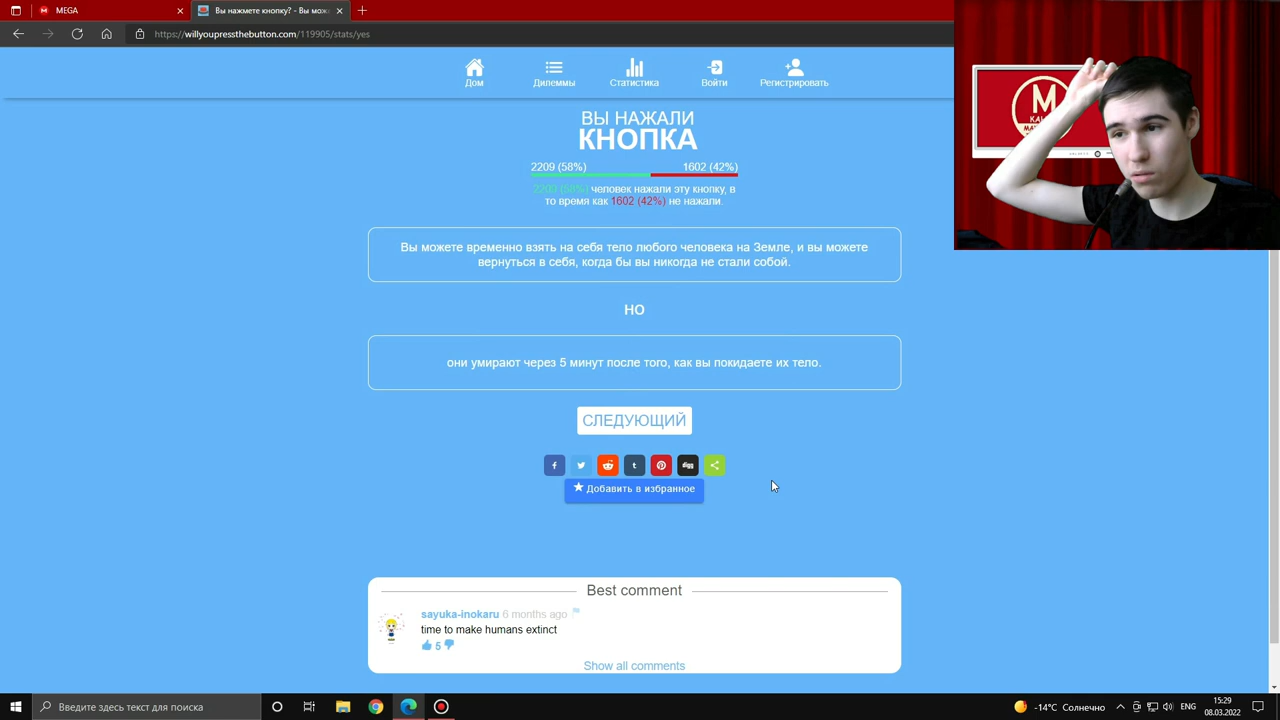 MEGA
Вы нажмете кнопку? - Вы мож
https://willyoupressthebutton.com/119905/stats/yes
Дом
Дилеммы
Статистика
Войти
Регистрировать
M
ВЫ НАЖАЛИ
КНОПКА
2209 (58%)
1602 (42%)
2209 (58%) человек нажали эту кнопку, в
то время как 1602 (42%) не нажали.
Вы можете временно взять на себя тело любого человека на Земле, и вы можете
вернуться в себя, когда бы вы никогда не стали собой.
НО
они умирают через 5 минут после того, как вы покидаете их тело.
СЛЕДУЮЩИЙ
Добавить в избранное
Best comment
sayuka-inokaru 6 months ago
time to make humans extinct
5
Show all comments
Введите здесь текст для поиска
-14°C Солнечно
ENG
15:29
08.03.2022